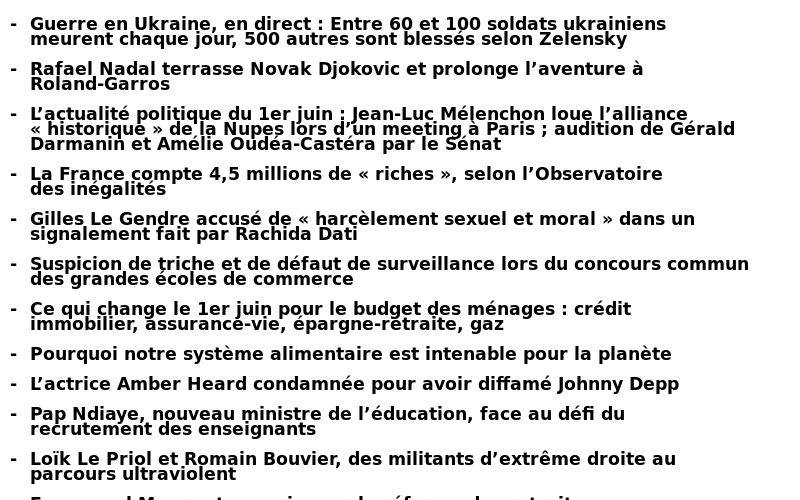 - Guerre en Ukraine, en direct : Entre 60 et 100 soldats ukrainiens
meurent chaque jour, 500 autres sont blessés selon Zelensky
- Rafael Nadal terrasse Novak Djokovic et prolonge l’aventure à
Roland-Garros
- L’actualité politique du 1er juin : Jean-Luc Mélenchon loue l’alliance
« historique » de la Nupes lors d’un meeting à Paris ; audition de Gérald
Darmanin et Amélie Oudéa-Castéra par le Sénat
- La France compte 4,5 millions de « riches », selon l’Observatoire
des inégalités
- Gilles Le Gendre accusé de « harcèlement sexuel et moral » dans un
signalement fait par Rachida Dati
- Suspicion de triche et de défaut de surveillance lors du concours commun
des grandes écoles de commerce
- Ce qui change le 1er juin pour le budget des ménages : crédit
immobilier, assurance-vie, épargne-retraite, gaz
- Pourquoi notre système alimentaire est intenable pour la planète
- L’actrice Amber Heard condamnée pour avoir diffamé Johnny Depp
- Pap Ndiaye, nouveau ministre de l’éducation, face au défi du
recrutement des enseignants
- Loïk Le Priol et Romain Bouvier, des militants d’extrême droite au
parcours ultraviolent